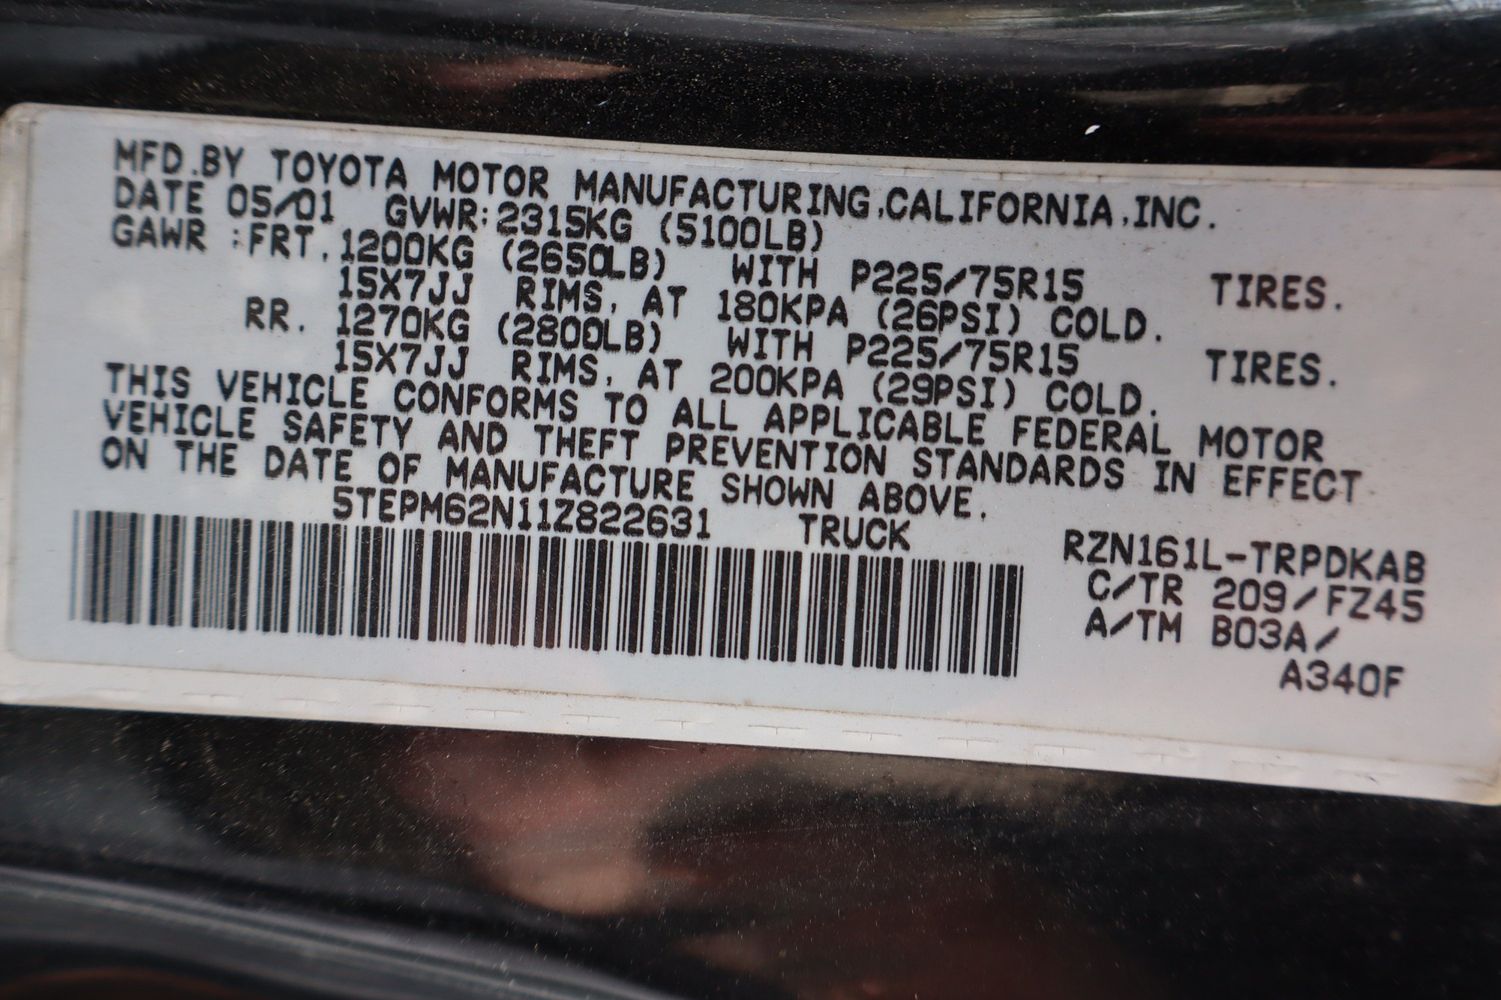 MFD.BY TOYOTA MOTOR MANUFACTURING,CALIFORNIA,INC.
DATE 05/01 GVWR:2315KG (5100LB)
GAWR :FRT. 1200KG (2650LB) WITH P225/75R15 TIRES.
15X7JJ RIMS, AT 180KPA (26PSI) COLD.
RR. 1270KG (2800LB) WITH P225/75R15 TIRES.
15X7JJ RIMS, AT 200KPA (29PSI) COLD.
THIS VEHICLE CONFORMS TO ALL APPLICABLE FEDERAL MOTOR
VEHICLE SAFETY AND THEFT PREVENTION STANDARDS IN EFFECT
ON THE DATE OF MANUFACTURE SHOWN ABOVE.
5TEPM62N11Z822631 TRUCK
RZN161L-TRPDKAB
C/TR 209/FZ45
A/TM B03A/
A340F